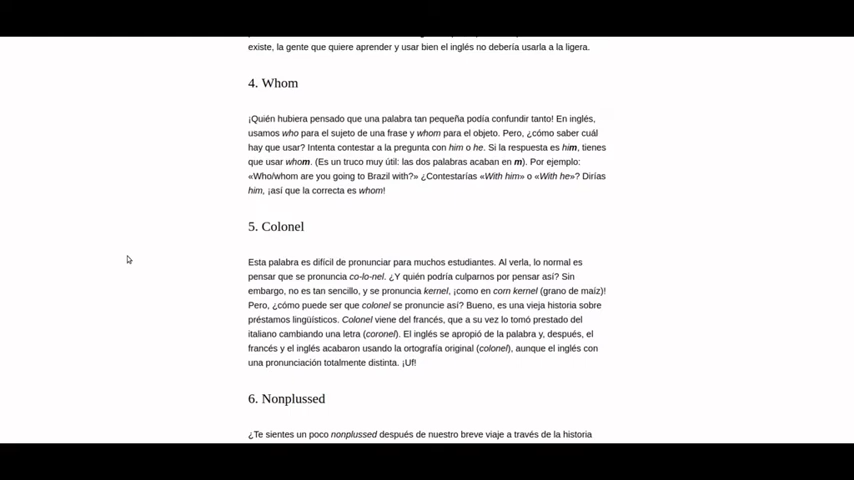 existe, la gente que quiere aprender y usar bien el inglés no debería usarla a la ligera.
4. Whom
¡Quién hubiera pensado que una palabra tan pequeña podía confundir tanto! En inglés,
usamos who para el sujeto de una frase y whom para el objeto. Pero, ¿cómo saber cuál
hay que usar? Intenta contestar a la pregunta con him o he. Si la respuesta es him, tienes
que usar whom. (Es un truco muy útil: las dos palabras acaban en m). Por ejemplo:
«Who/whom are you going to Brazil with?» ¿Contestarías «With him» o «With he»? Dirías
him, ¡así que la correcta es whom!
5. Colonel
Esta palabra es difícil de pronunciar para muchos estudiantes. Al verla, lo normal es
pensar que se pronuncia co-lo-nel. ¿Y quién podría culparnos por pensar así? Sin
embargo, no es tan sencillo, y se pronuncia kernel, ¡como en corn kernel (grano de maíz)!
Pero, ¿cómo puede ser que colonel se pronuncie así? Bueno, es una vieja historia sobre
préstamos lingüísticos. Colonel viene del francés, que a su vez lo tomó prestado del
italiano cambiando una letra (coronel). El inglés se apropió de la palabra y, después, el
francés y el inglés acabaron usando la ortografía original (colonel), aunque el inglés con
una pronunciación totalmente distinta. ¡Uf!
6. Nonplussed
¿Te sientes un poco nonplussed después de nuestro breve viaje a través de la historia